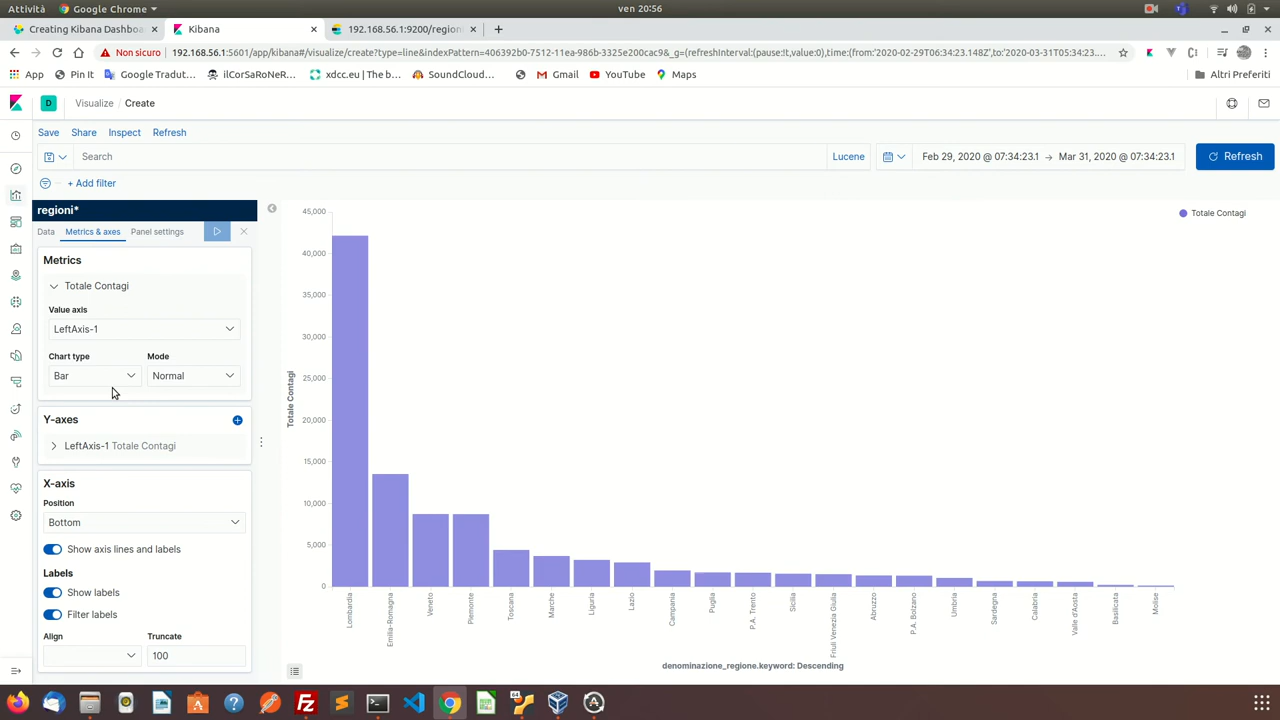 Attività
Google Chrome
ven 20:56
Creating Kibana Dashboa
Kibana
192.168.56.1:9200/region
Non sicuro
192.168.56.1:5601/app/kibana#/visualize/create?type=line&indexPattern=406392b0-7512-11ea-986b-3325e200cac9&_g=(refreshInterval:(pause:!t,value:0),time:(from:'2020-02-29T06:34:23.148Z',to:'2020-03-31T05:34:23....
App
Pin It
Google Tradut...
ilCorSaRoNeR...
xdcc.eu | The b...
SoundCloud...
Gmail
YouTube
Maps
Altri Preferiti
D
Visualize
Create
Save
Share
Inspect
Refresh
Search
Lucene
Feb 29, 2020 @ 07:34:23.1 → Mar 31, 2020 @ 07:34:23.1
Refresh
+ Add filter
regioni*
Data
Metrics & axes
Panel settings
Metrics
Totale Contagi
Value axis
LeftAxis-1
Chart type
Mode
Bar
Normal
Y-axes
LeftAxis-1 Totale Contagi
X-axis
Position
Bottom
Show axis lines and labels
Labels
Show labels
Filter labels
Align
Truncate
100
45,000
40,000
35,000
30,000
25,000
20,000
15,000
10,000
5,000
0
Totale Contagi
Totale Contagi
Lombardia
Emilia-Romagna
Veneto
Piemonte
Toscana
Marche
Liguria
Lazio
Campania
Puglia
P.A. Trento
Sicilia
Friuli Venezia Giulia
Abruzzo
P.A. Bolzano
Umbria
Sardegna
Calabria
Valle d'Aosta
Basilicata
Molise
denominazione_regione.keyword: Descending